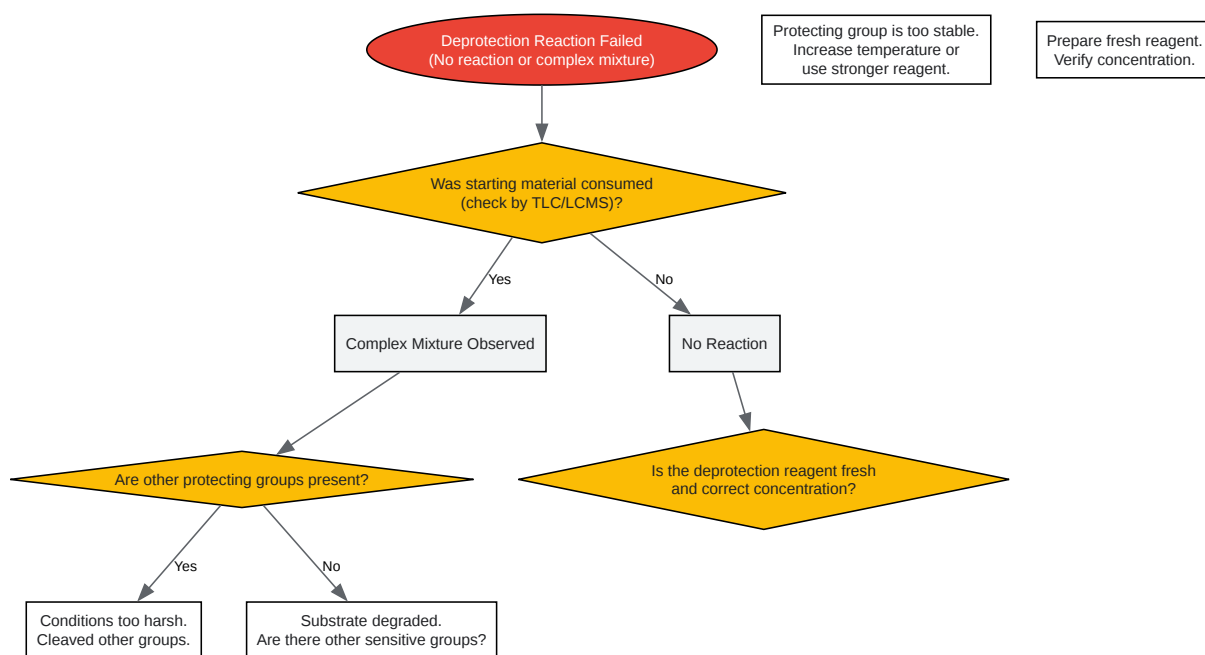 Deprotection Reaction Failed
(No reaction or complex mixture)
Protecting group is too stable.
Increase temperature or
use stronger reagent.
Prepare fresh reagent.
Verify concentration.
Was starting material consumed
(check by TLC/LCMS)?
Yes
No
Complex Mixture Observed
No Reaction
Are other protecting groups present?
Is the deprotection reagent fresh
and correct concentration?
Yes
No
Conditions too harsh.
Cleaved other groups.
Substrate degraded.
Are there other sensitive groups?